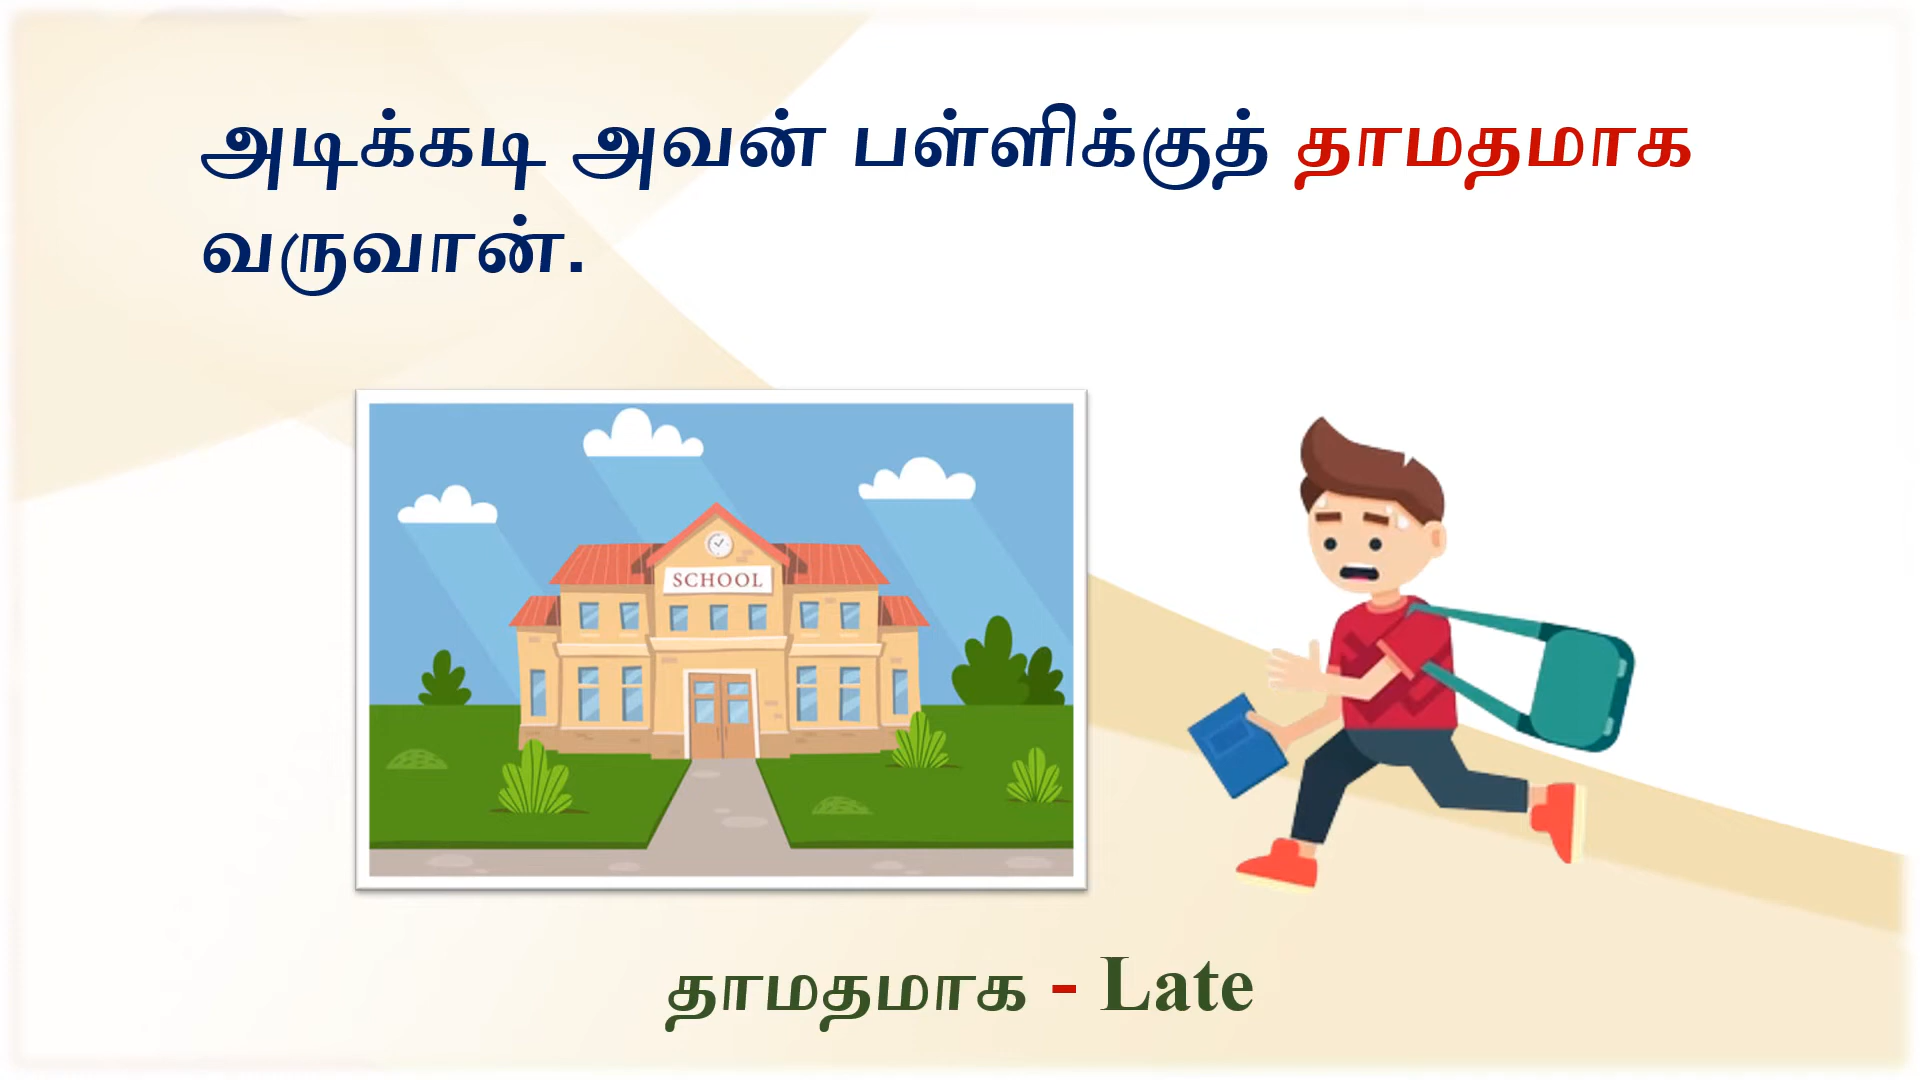 அடிக்கடி அவன் பள்ளிக்குத் தாமதமாக
வருவான்.
SCHOOL
தாமதமாக - Late